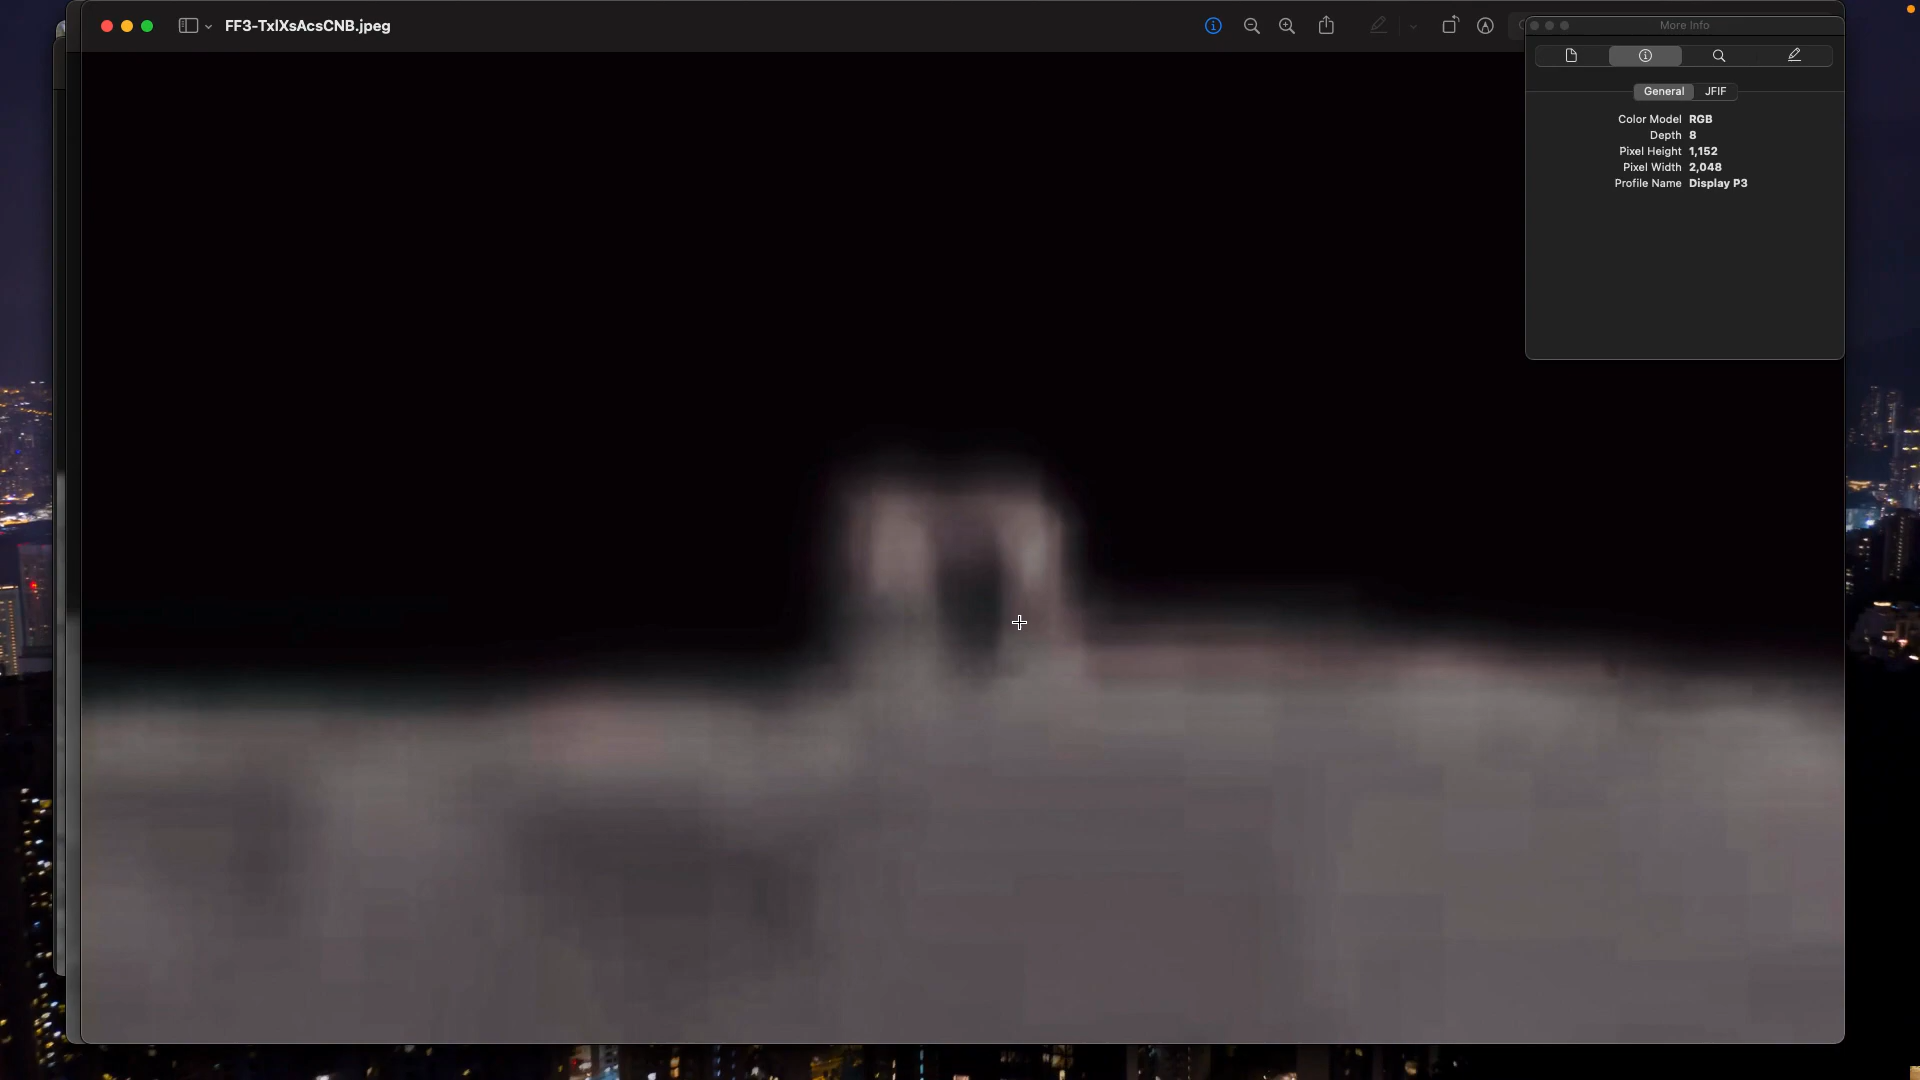 FF3-TxlXsAcsCNB.jpeg
More Info
General
JFIF
Color Model RGB
Depth 8
Pixel Height 1,152
Pixel Width 2,048
Profile Name Display P3